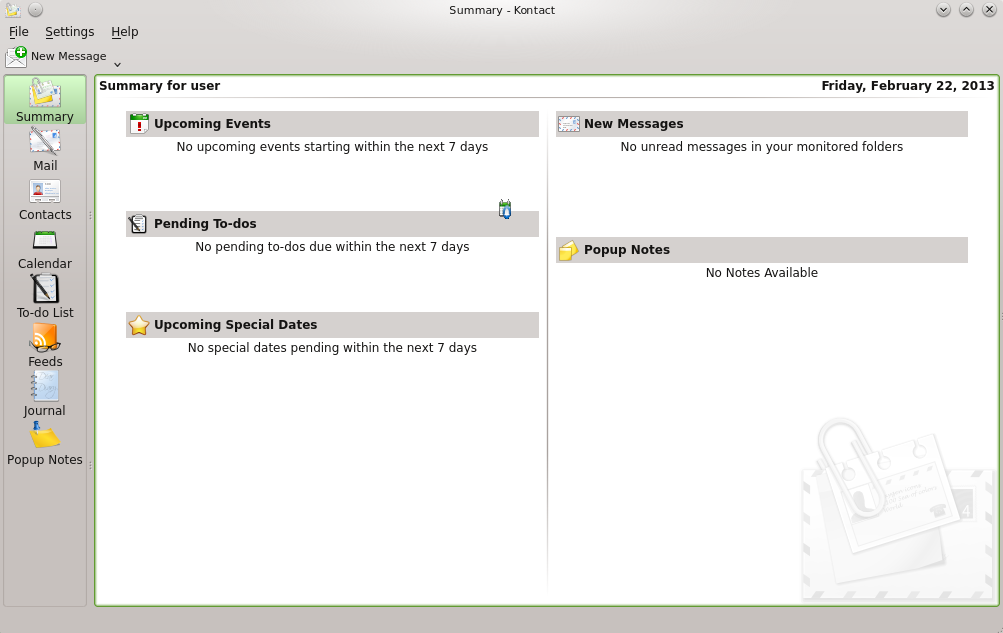 Summary - Kontact
File Settings Help
New Message
Summary
Mail
Contacts
Calendar
To-do List
Feeds
Journal
Popup Notes
Summary for user
Friday, February 22, 2013
Upcoming Events
No upcoming events starting within the next 7 days
Pending To-dos
No pending to-dos due within the next 7 days
Upcoming Special Dates
No special dates pending within the next 7 days
New Messages
No unread messages in your monitored folders
Popup Notes
No Notes Available
4